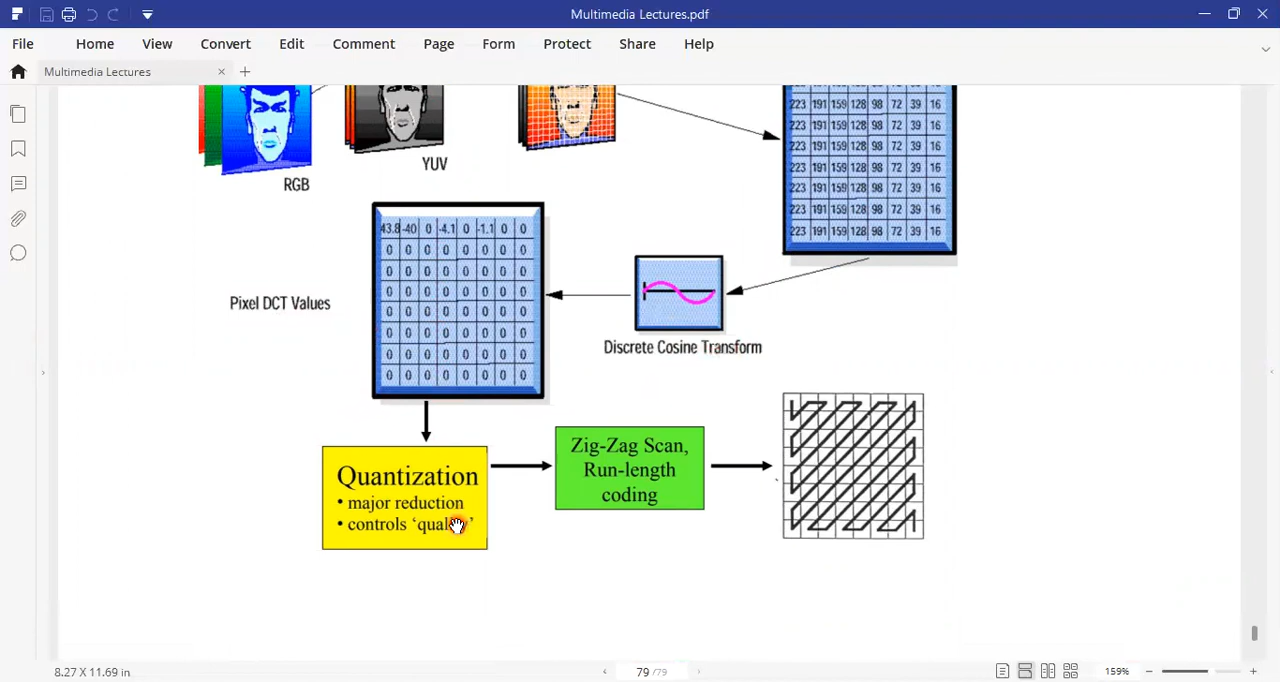 Multimedia Lectures.pdf
File Home View Convert Edit Comment Page Form Protect Share Help
Multimedia Lectures
RGB
YUV
223 191 159 128 98 72 39 16
223 191 159 128 98 72 39 16
223 191 159 128 98 72 39 16
223 191 159 128 98 72 39 16
223 191 159 128 98 72 39 16
223 191 159 128 98 72 39 16
223 191 159 128 98 72 39 16
Pixel DCT Values
43.8 -40 0 -4.1 0 -1.1 0 0
0 0 0 0 0 0 0 0
0 0 0 0 0 0 0 0
0 0 0 0 0 0 0 0
0 0 0 0 0 0 0 0
0 0 0 0 0 0 0 0
0 0 0 0 0 0 0 0
0 0 0 0 0 0 0 0
Discrete Cosine Transform
Quantization
• major reduction
• controls
Zig-Zag Scan,
Run-length
coding
8.27 X 11.69 in
79 /79
159%